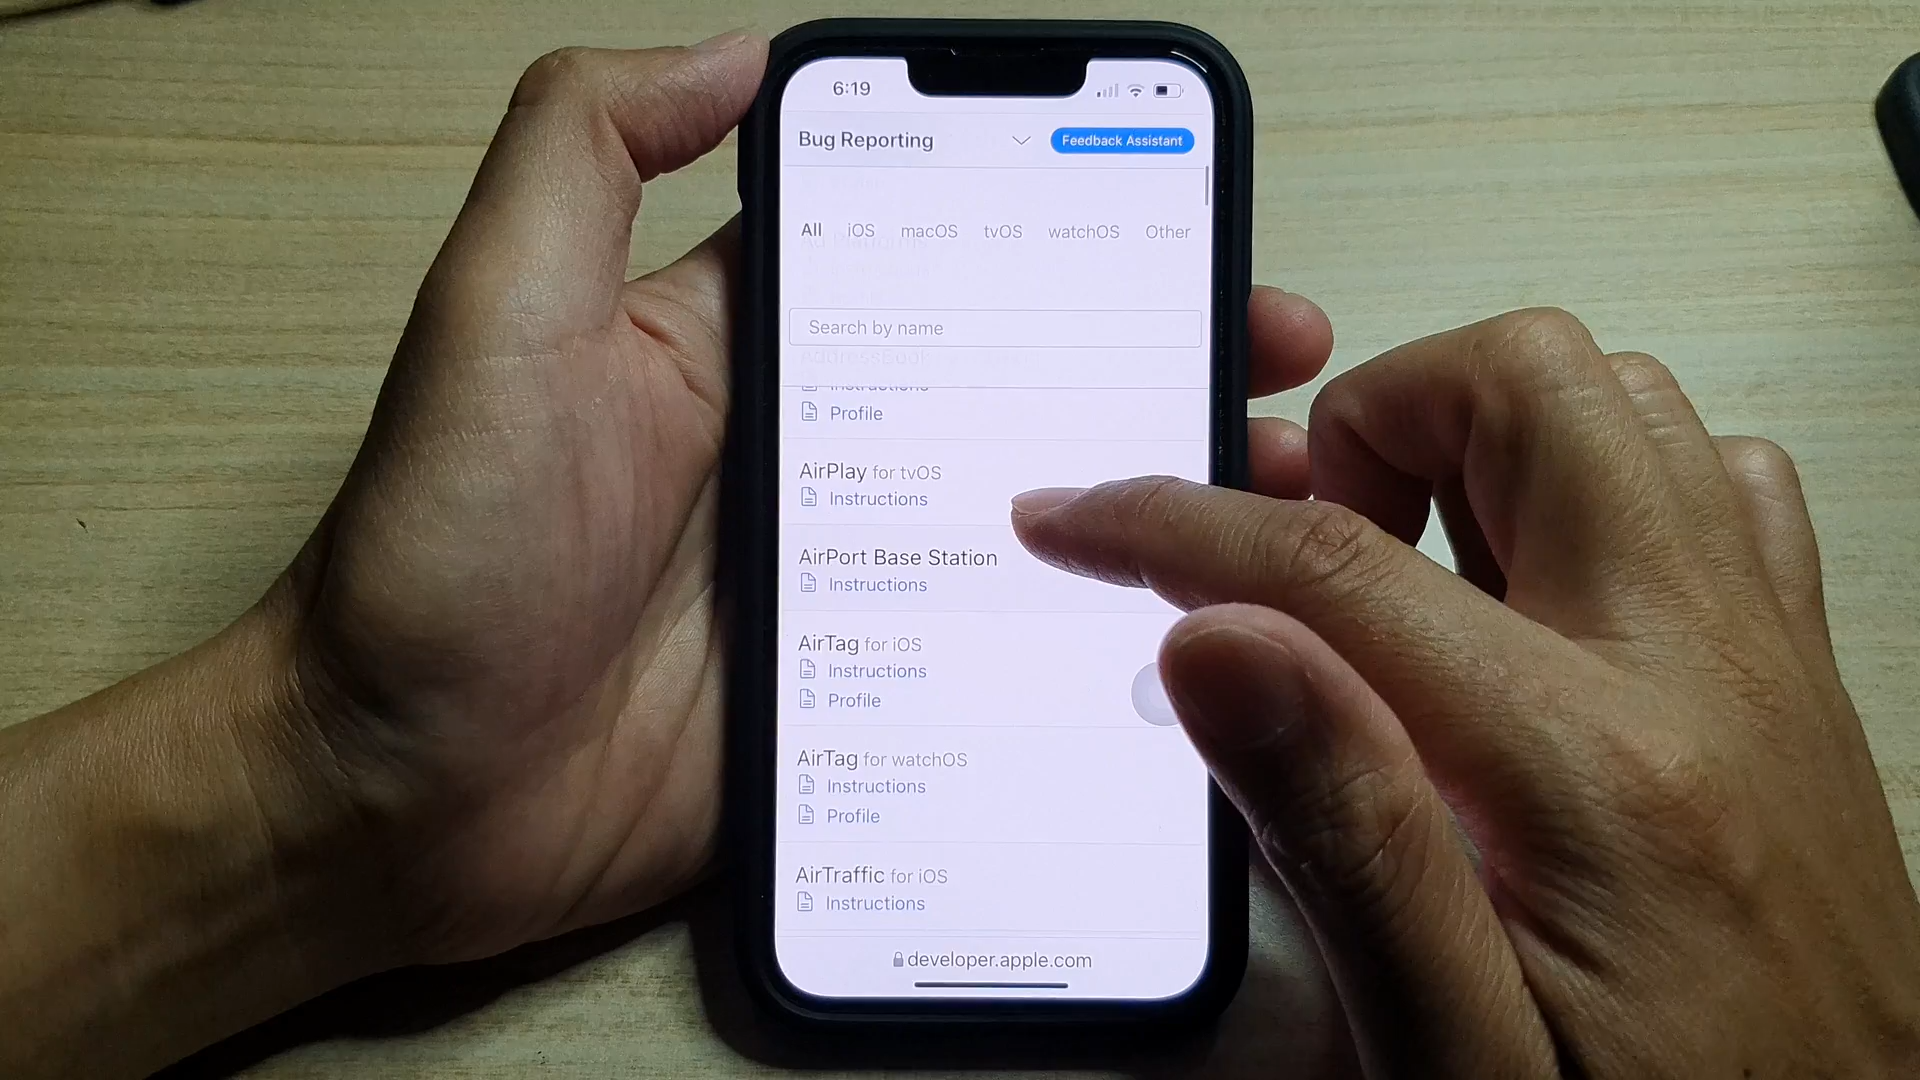 6:19
Bug Reporting
Feedback Assistant
All iOS macOS tvOS watchOS Other
Search by name
AddressBook
Instructions
Profile
AirPlay for tvOS
Instructions
AirPort Base Station
Instructions
AirTag for iOS
Instructions
Profile
AirTag for watchOS
Instructions
Profile
AirTraffic for iOS
Instructions
developer.apple.com